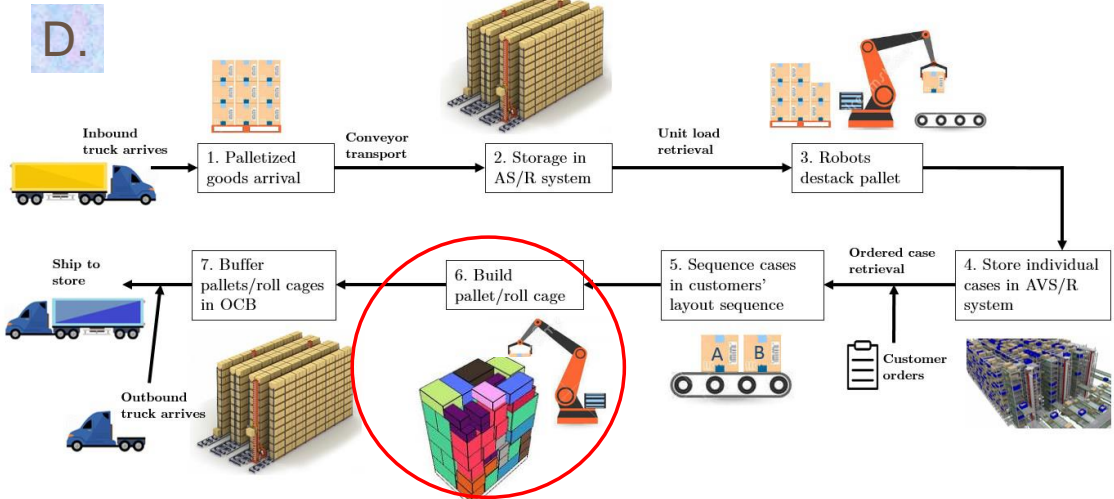 D.
Inbound
truck arrives
1. Palletized
goods arrival
Conveyor
transport
2. Storage in
AS/R system
Unit load
retrieval
3. Robots
destack pallet
Ship to
store
7. Buffer
pallets/roll cages
in OCB
6. Build
pallet/roll cage
5. Sequence cases
in customers’
layout sequence
Ordered case
retrieval
4. Store individual
cases in AVS/R
system
A B
Customer
orders
Outbound
truck arrives